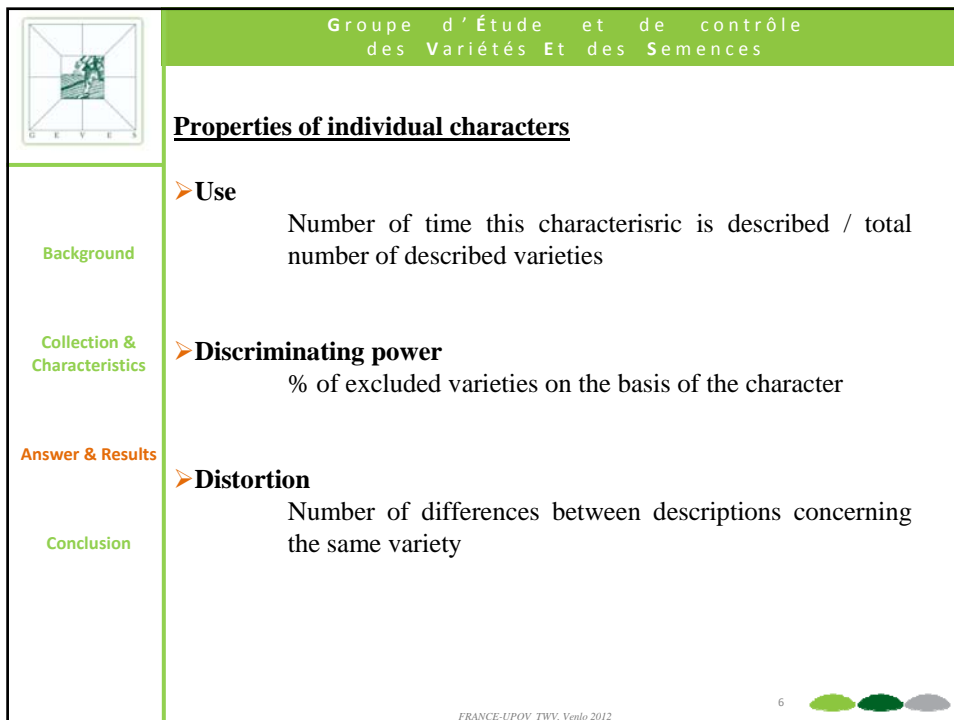 Groupe d'Étude et de contrôle
des Variétés Et des Semences
G E V E S
Properties of individual characters
➢Use
Number of time this characterisric is described / total
number of described varieties
➢Discriminating power
% of excluded varieties on the basis of the character
➢Distortion
Number of differences between descriptions concerning
the same variety
Background
Collection &
Characteristics
Answer & Results
Conclusion
FRANCE-UPOV TWV, Venlo 2012
6